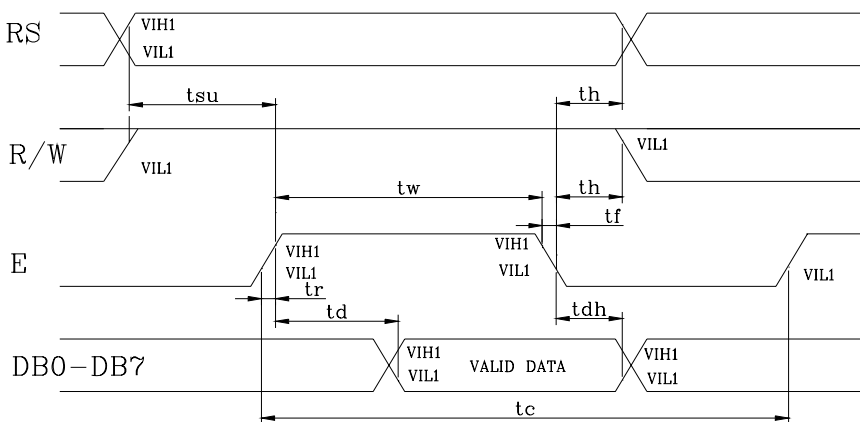 RS
VIH1
VIL1
tsu
th
R/W
VIL1
VIL1
tw
th
tf
E
VIH1
VIL1
VIH1
VIL1
VIL1
tr
td
tdh
DB0-DB7
VIH1
VIL1
VALID DATA
VIH1
VIL1
tc